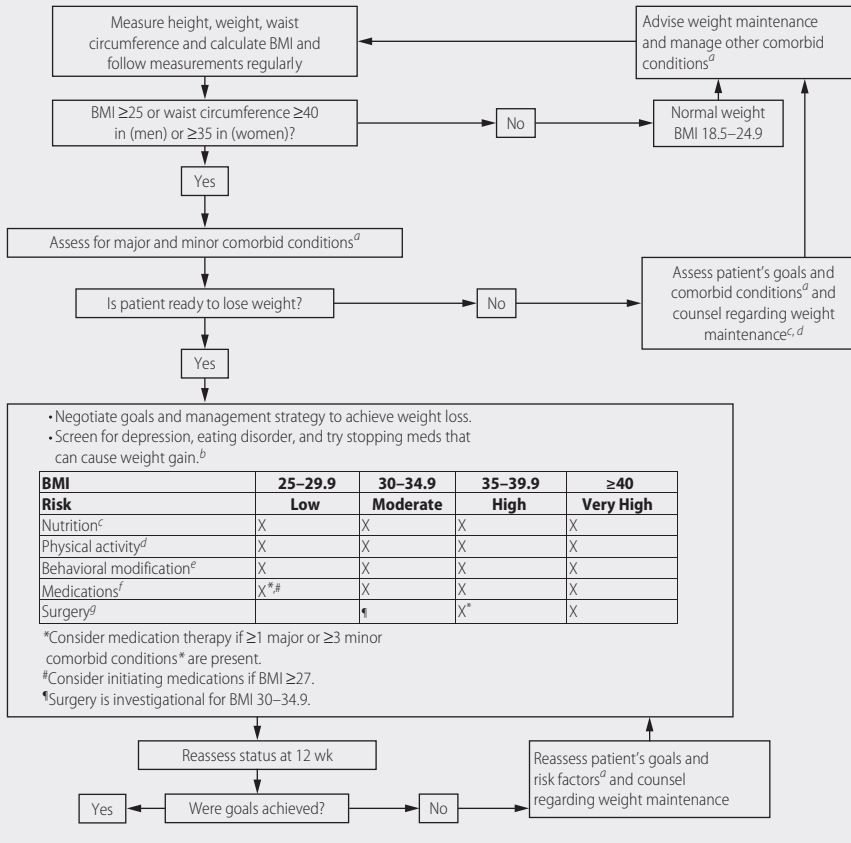 Measure height, weight, waist
circumference and calculate BMI and
follow measurements regularly
Advise weight maintenance
and manage other comorbid
conditionsᵃ
BMI ≥25 or waist circumference ≥40
in (men) or ≥35 in (women)?
No
Normal weight
BMI 18.5–24.9
Yes
Assess for major and minor comorbid conditionsᵃ
Is patient ready to lose weight?
No
Assess patient's goals and
comorbid conditionsᵃ and
counsel regarding weight
maintenanceᶜ,ᵈ
Yes
• Negotiate goals and management strategy to achieve weight loss.
• Screen for depression, eating disorder, and try stopping meds that
can cause weight gain.ᵇ
BMI 25–29.9 30–34.9 35–39.9 ≥40
Risk Low Moderate High Very High
Nutritionᶜ X X X X
Physical activityᵈ X X X X
Behavioral modificationᵉ X X X X
Medicationsᶠ X*,# X X X
Surgeryᵍ ¶ X* X
*Consider medication therapy if ≥1 major or ≥3 minor
comorbid conditions* are present.
#Consider initiating medications if BMI ≥27.
¶Surgery is investigational for BMI 30–34.9.
Reassess status at 12 wk
Reassess patient's goals and
risk factorsᵃ and counsel
regarding weight maintenance
Yes
Were goals achieved?
No